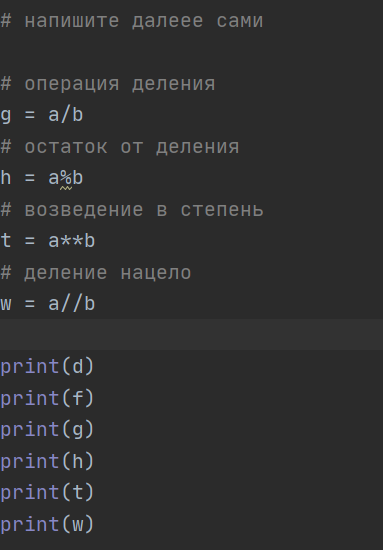 # напишите далеее сами
# операция деления
g = a/b
# остаток от деления
h = a%b
# возведение в степень
t = a**b
# деление нацело
w = a//b
print(d)
print(f)
print(g)
print(h)
print(t)
print(w)